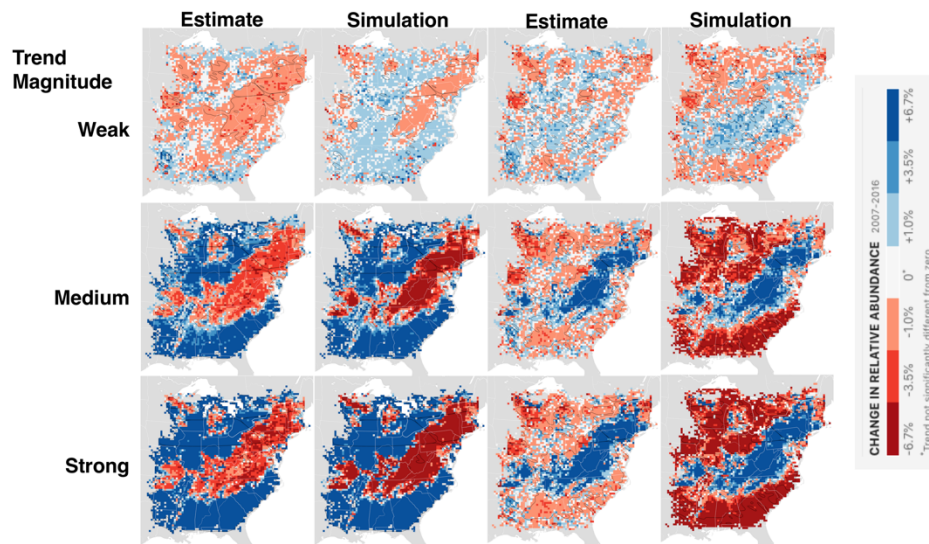 Estimate Simulation Estimate Simulation
Trend
Magnitude
Weak
Medium
Strong
CHANGE IN RELATIVE ABUNDANCE 2007-2016
-6.7% -3.5% -1.0% 0* +1.0% +3.5% +6.7%
*Trend not significantly different from zero